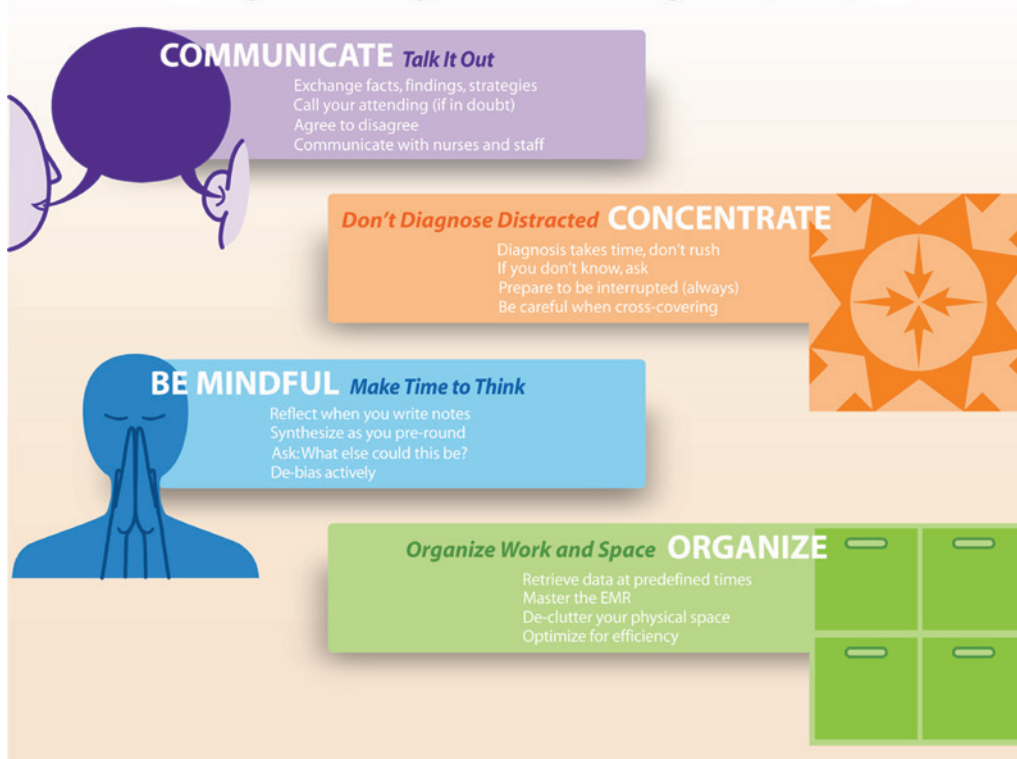 COMMUNICATE Talk It Out
Exchange facts, findings, strategies
Call your attending (if in doubt)
Agree to disagree
Communicate with nurses and staff
Don't Diagnose Distracted CONCENTRATE
Diagnosis takes time, don't rush
If you don't know, ask
Prepare to be interrupted (always)
Be careful when cross-covering
BE MINDFUL Make Time to Think
Reflect when you write notes
Synthesize as you pre-round
Ask: What else could this be?
De-bias actively
Organize Work and Space ORGANIZE
Retrieve data at predefined times
Master the EMR
De-clutter your physical space
Optimize for efficiency